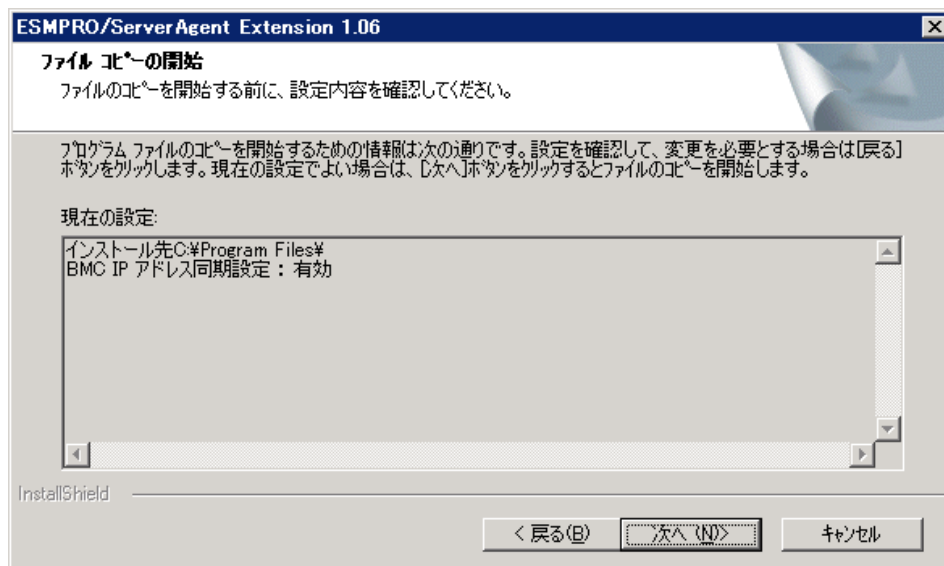 ESMPRO/ServerAgent Extension 1.06
ファイル コピーの開始
ファイルのコピーを開始する前に、設定内容を確認してください。
プログラム ファイルのコピーを開始するための情報は次の通りです。設定を確認して、変更を必要とする場合は[戻る]
ボタンをクリックします。現在の設定でよい場合は、[次へ]ボタンをクリックするとファイルのコピーを開始します。
現在の設定:
インストール先C:¥Program Files¥
BMC IP アドレス同期設定 : 有効
InstallShield
< 戻る(B)
次へ (N)>
キャンセル